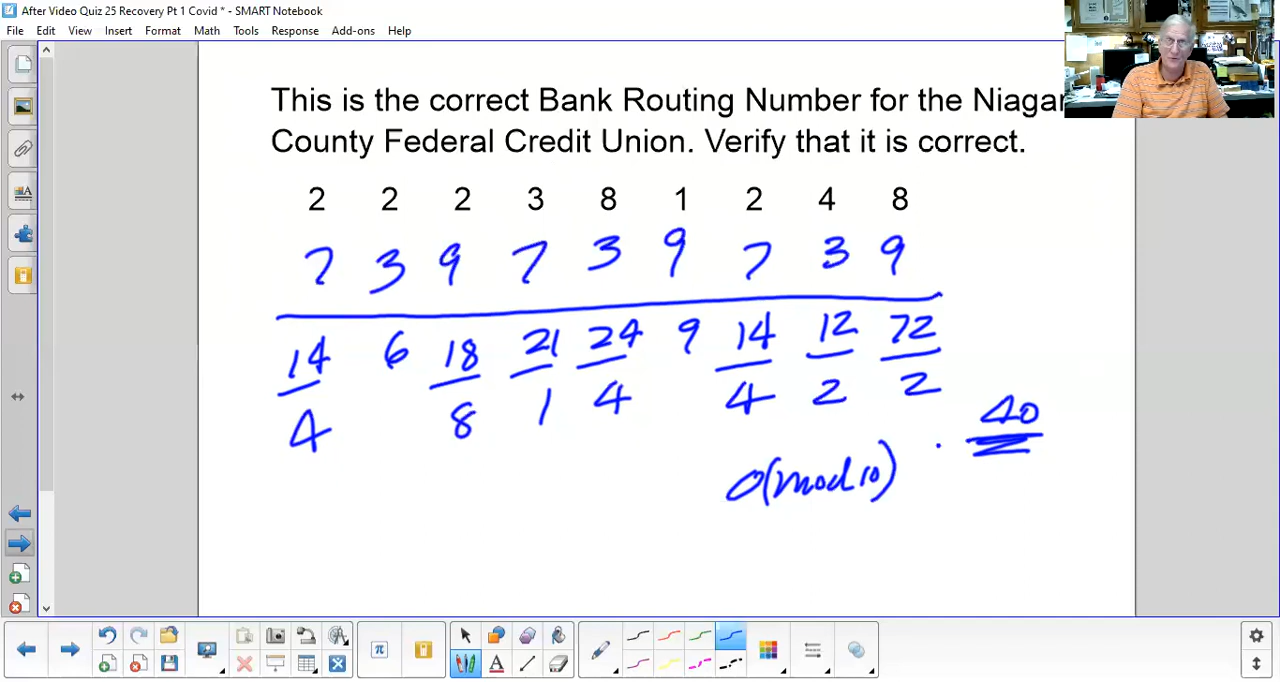 After Video Quiz 25 Recovery Pt 1 Covid * - SMART Notebook
File Edit View Insert Format Math Tools Response Add-ons Help
This is the correct Bank Routing Number for the Niagar
County Federal Credit Union. Verify that it is correct.
2 2 2 3 8 1 2 4 8
7 3 9 7 3 9 7 3 9
14 6 18 21 24 9 14 12 72
4 8 1 4 4 2 2
40
0(mod 10)